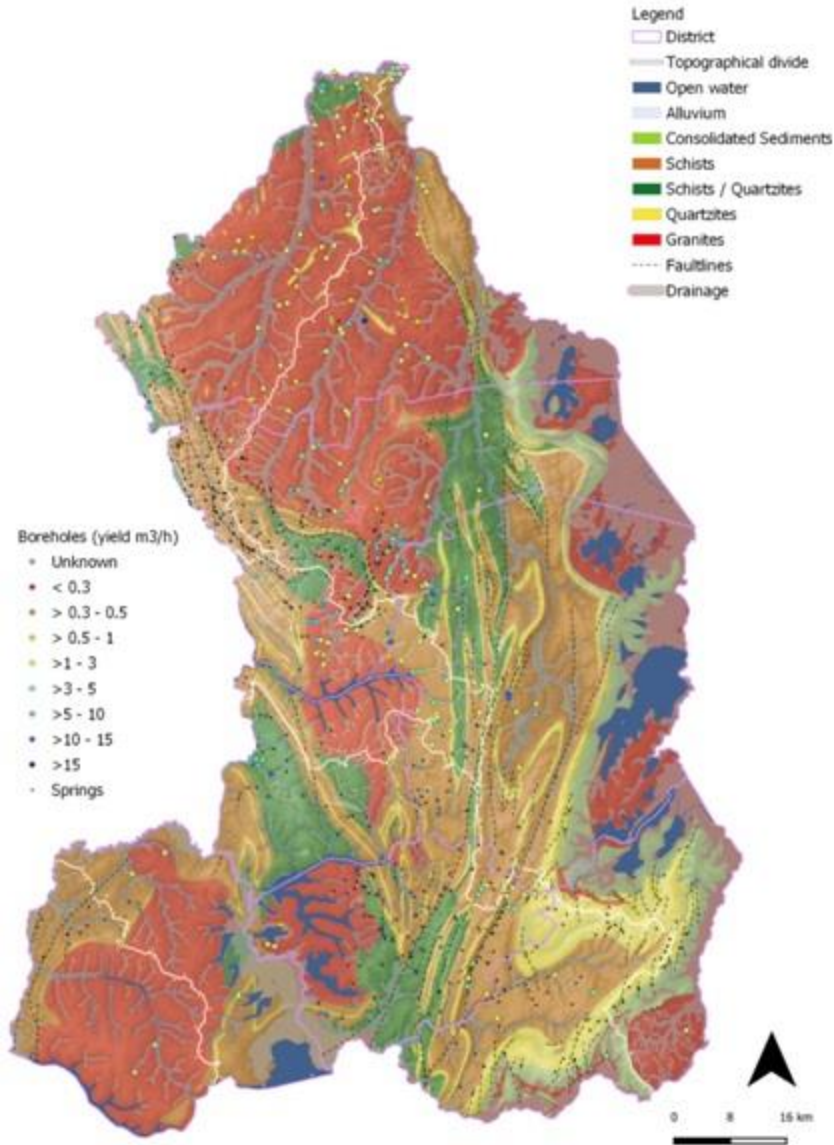 Legend
District
Topographical divide
Open water
Alluvium
Consolidated Sediments
Schists
Schists / Quartzites
Quartzites
Granites
Faultlines
Drainage
Boreholes (yield m3/h)
Unknown
< 0.3
> 0.3 - 0.5
> 0.5 - 1
>1 - 3
>3 - 5
>5 - 10
>10 - 15
>15
Springs
0 8 16 km